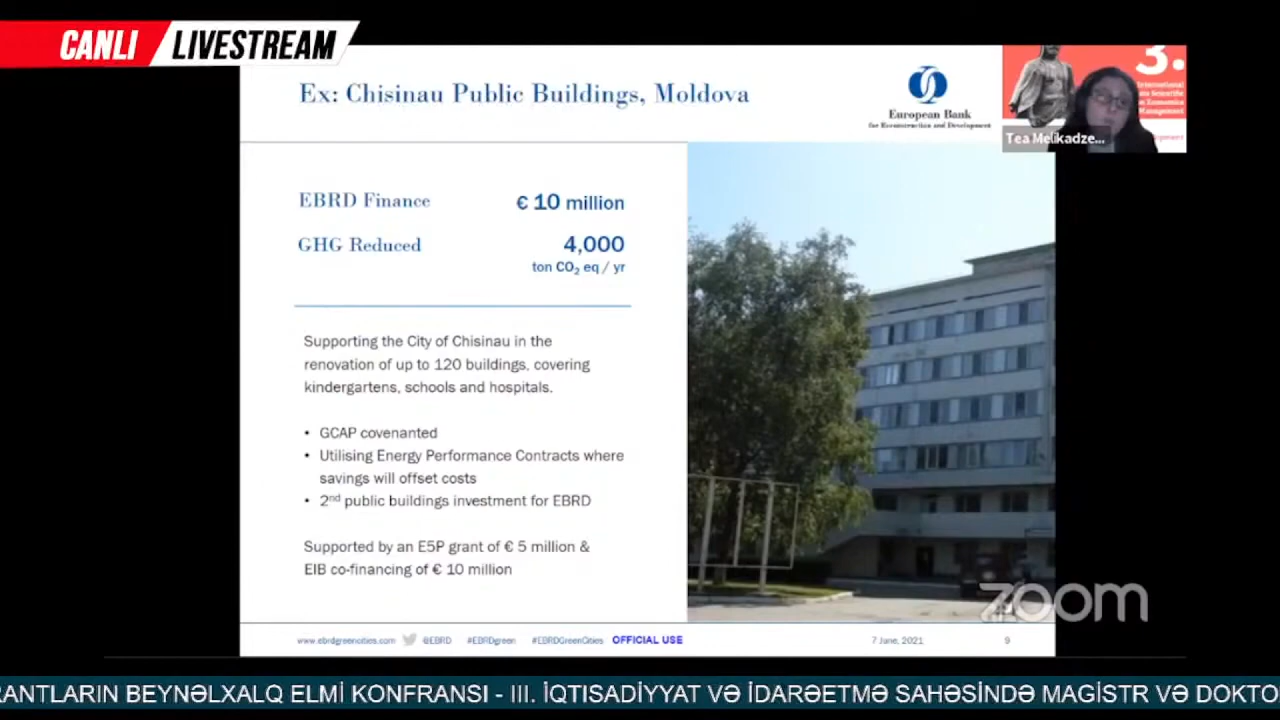 CANLI LIVESTREAM
Ex: Chisinau Public Buildings, Moldova
European Bank
for Reconstruction and Development
3.
International
Tea Melikadze...
EBRD Finance € 10 million
GHG Reduced 4,000
ton CO₂ eq / yr
Supporting the City of Chisinau in the
renovation of up to 120 buildings, covering
kindergartens, schools and hospitals.
• GCAP covenanted
• Utilising Energy Performance Contracts where
savings will offset costs
• 2nd public buildings investment for EBRD
Supported by an E5P grant of € 5 million &
EIB co-financing of € 10 million
zoom
www.ebrdgreencities.com @EBRD #EBRDgreen #EBRDGreenCities OFFICIAL USE 7 June, 2021 9
RANTLARIN BEYNƏLXALQ ELMİ KONFRANSI - III. İQTİSADİYYAT VƏ İDARƏETMƏ SAHƏSİNDƏ MAGİSTR VƏ DOKTO